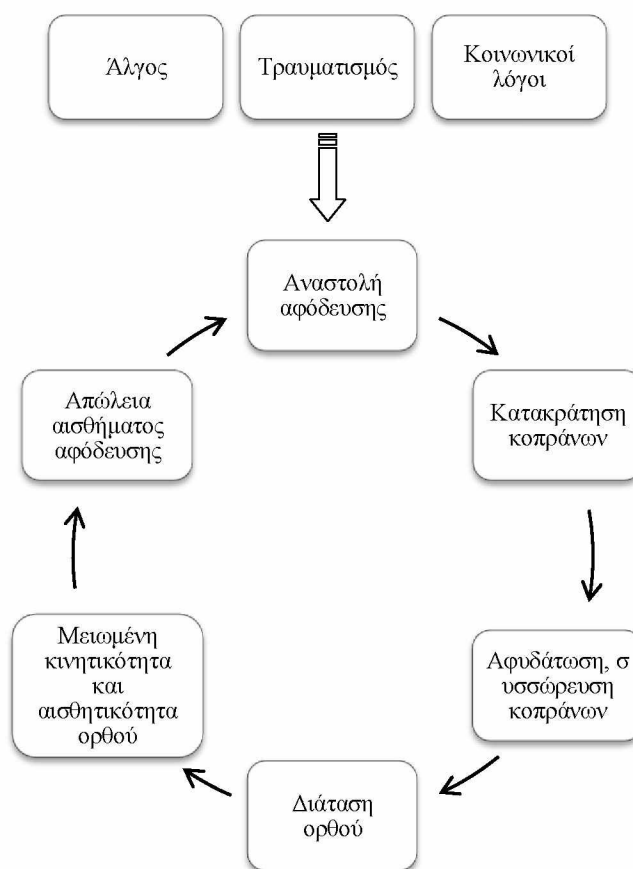 Άλγος
Τραυματισμός
Κοινωνικοί
λόγοι
Αναστολή
αφόδευσης
Κατακράτηση
κοπράνων
Αφυδάτωση, σ
υσσώρευση
κοπράνων
Διάταση
ορθού
Μειωμένη
κινητικότητα
και
αισθητικότητα
ορθού
Απώλεια
αισθήματος
αφόδευσης